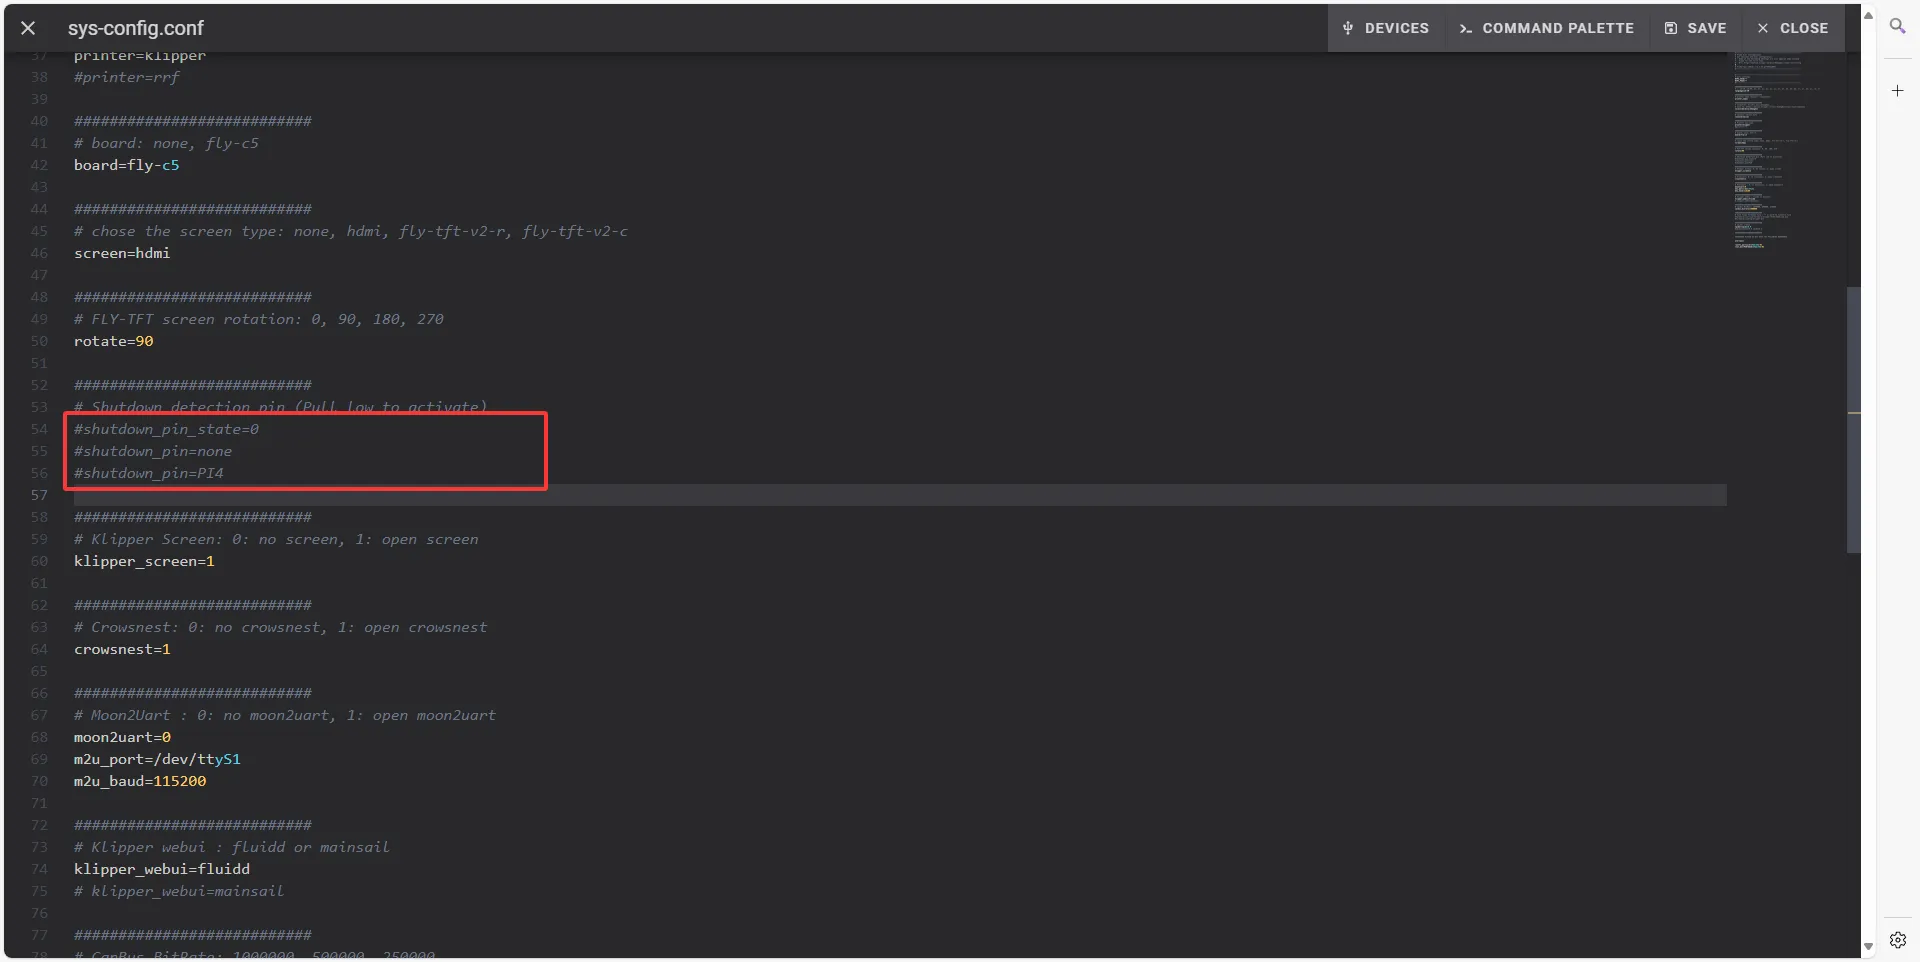 sys-config.conf
DEVICES
COMMAND PALETTE
SAVE
CLOSE
37 printer=klipper
38 #printer=rrf
39
40 ###########################
41 # board: none, fly-c5
42 board=fly-c5
43
44 ###########################
45 # chose the screen type: none, hdmi, fly-tft-v2-r, fly-tft-v2-c
46 screen=hdmi
47
48 ###########################
49 # FLY-TFT screen rotation: 0, 90, 180, 270
50 rotate=90
51
52 ###########################
53 # Shutdown detection pin (Pull low to activate)
54 #shutdown_pin_state=0
55 #shutdown_pin=none
56 #shutdown_pin=PI4
57
58 ###########################
59 # Klipper Screen: 0: no screen, 1: open screen
60 klipper_screen=1
61
62 ###########################
63 # Crowsnest: 0: no crowsnest, 1: open crowsnest
64 crowsnest=1
65
66 ###########################
67 # Moon2Uart : 0: no moon2uart, 1: open moon2uart
68 moon2uart=0
69 m2u_port=/dev/ttyS1
70 m2u_baud=115200
71
72 ###########################
73 # Klipper webui : fluidd or mainsail
74 klipper_webui=fluidd
75 # klipper_webui=mainsail
76
77 ###########################
78 # CanBus BitRate: 1000000, 500000, 250000